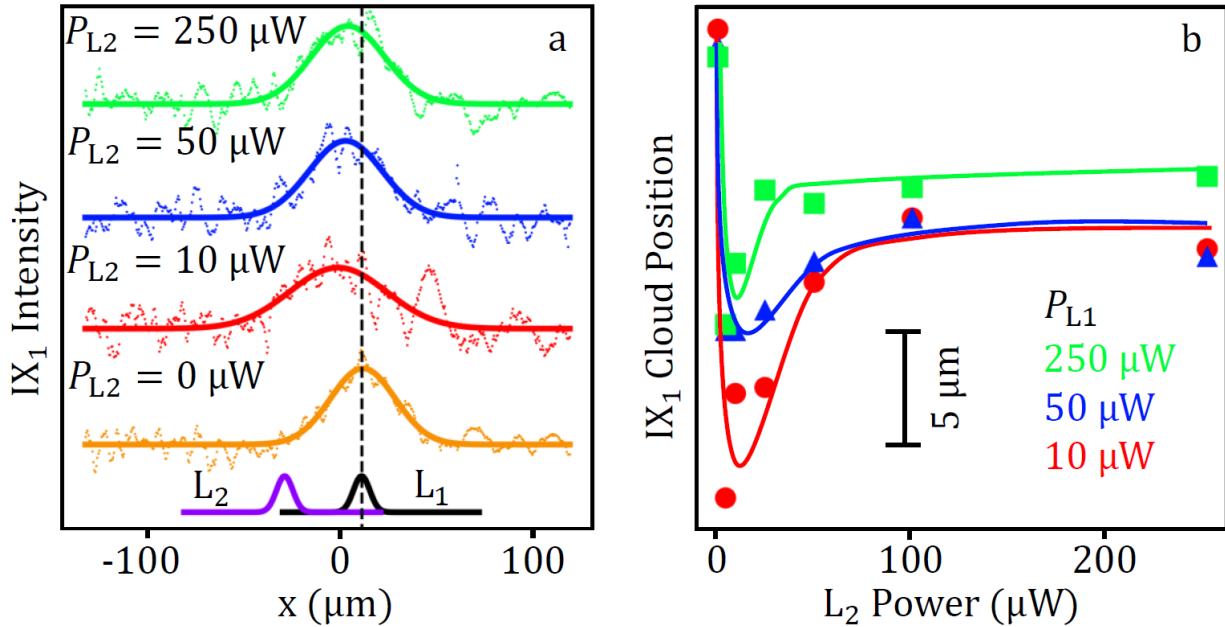 a
P_L2 = 250 μW
P_L2 = 50 μW
P_L2 = 10 μW
P_L2 = 0 μW
L₂
L₁
IX₁ Intensity
-100
0
100
x (μm)
b
IX₁ Cloud Position
5 μm
P_L1
250 μW
50 μW
10 μW
0
100
200
L₂ Power (μW)